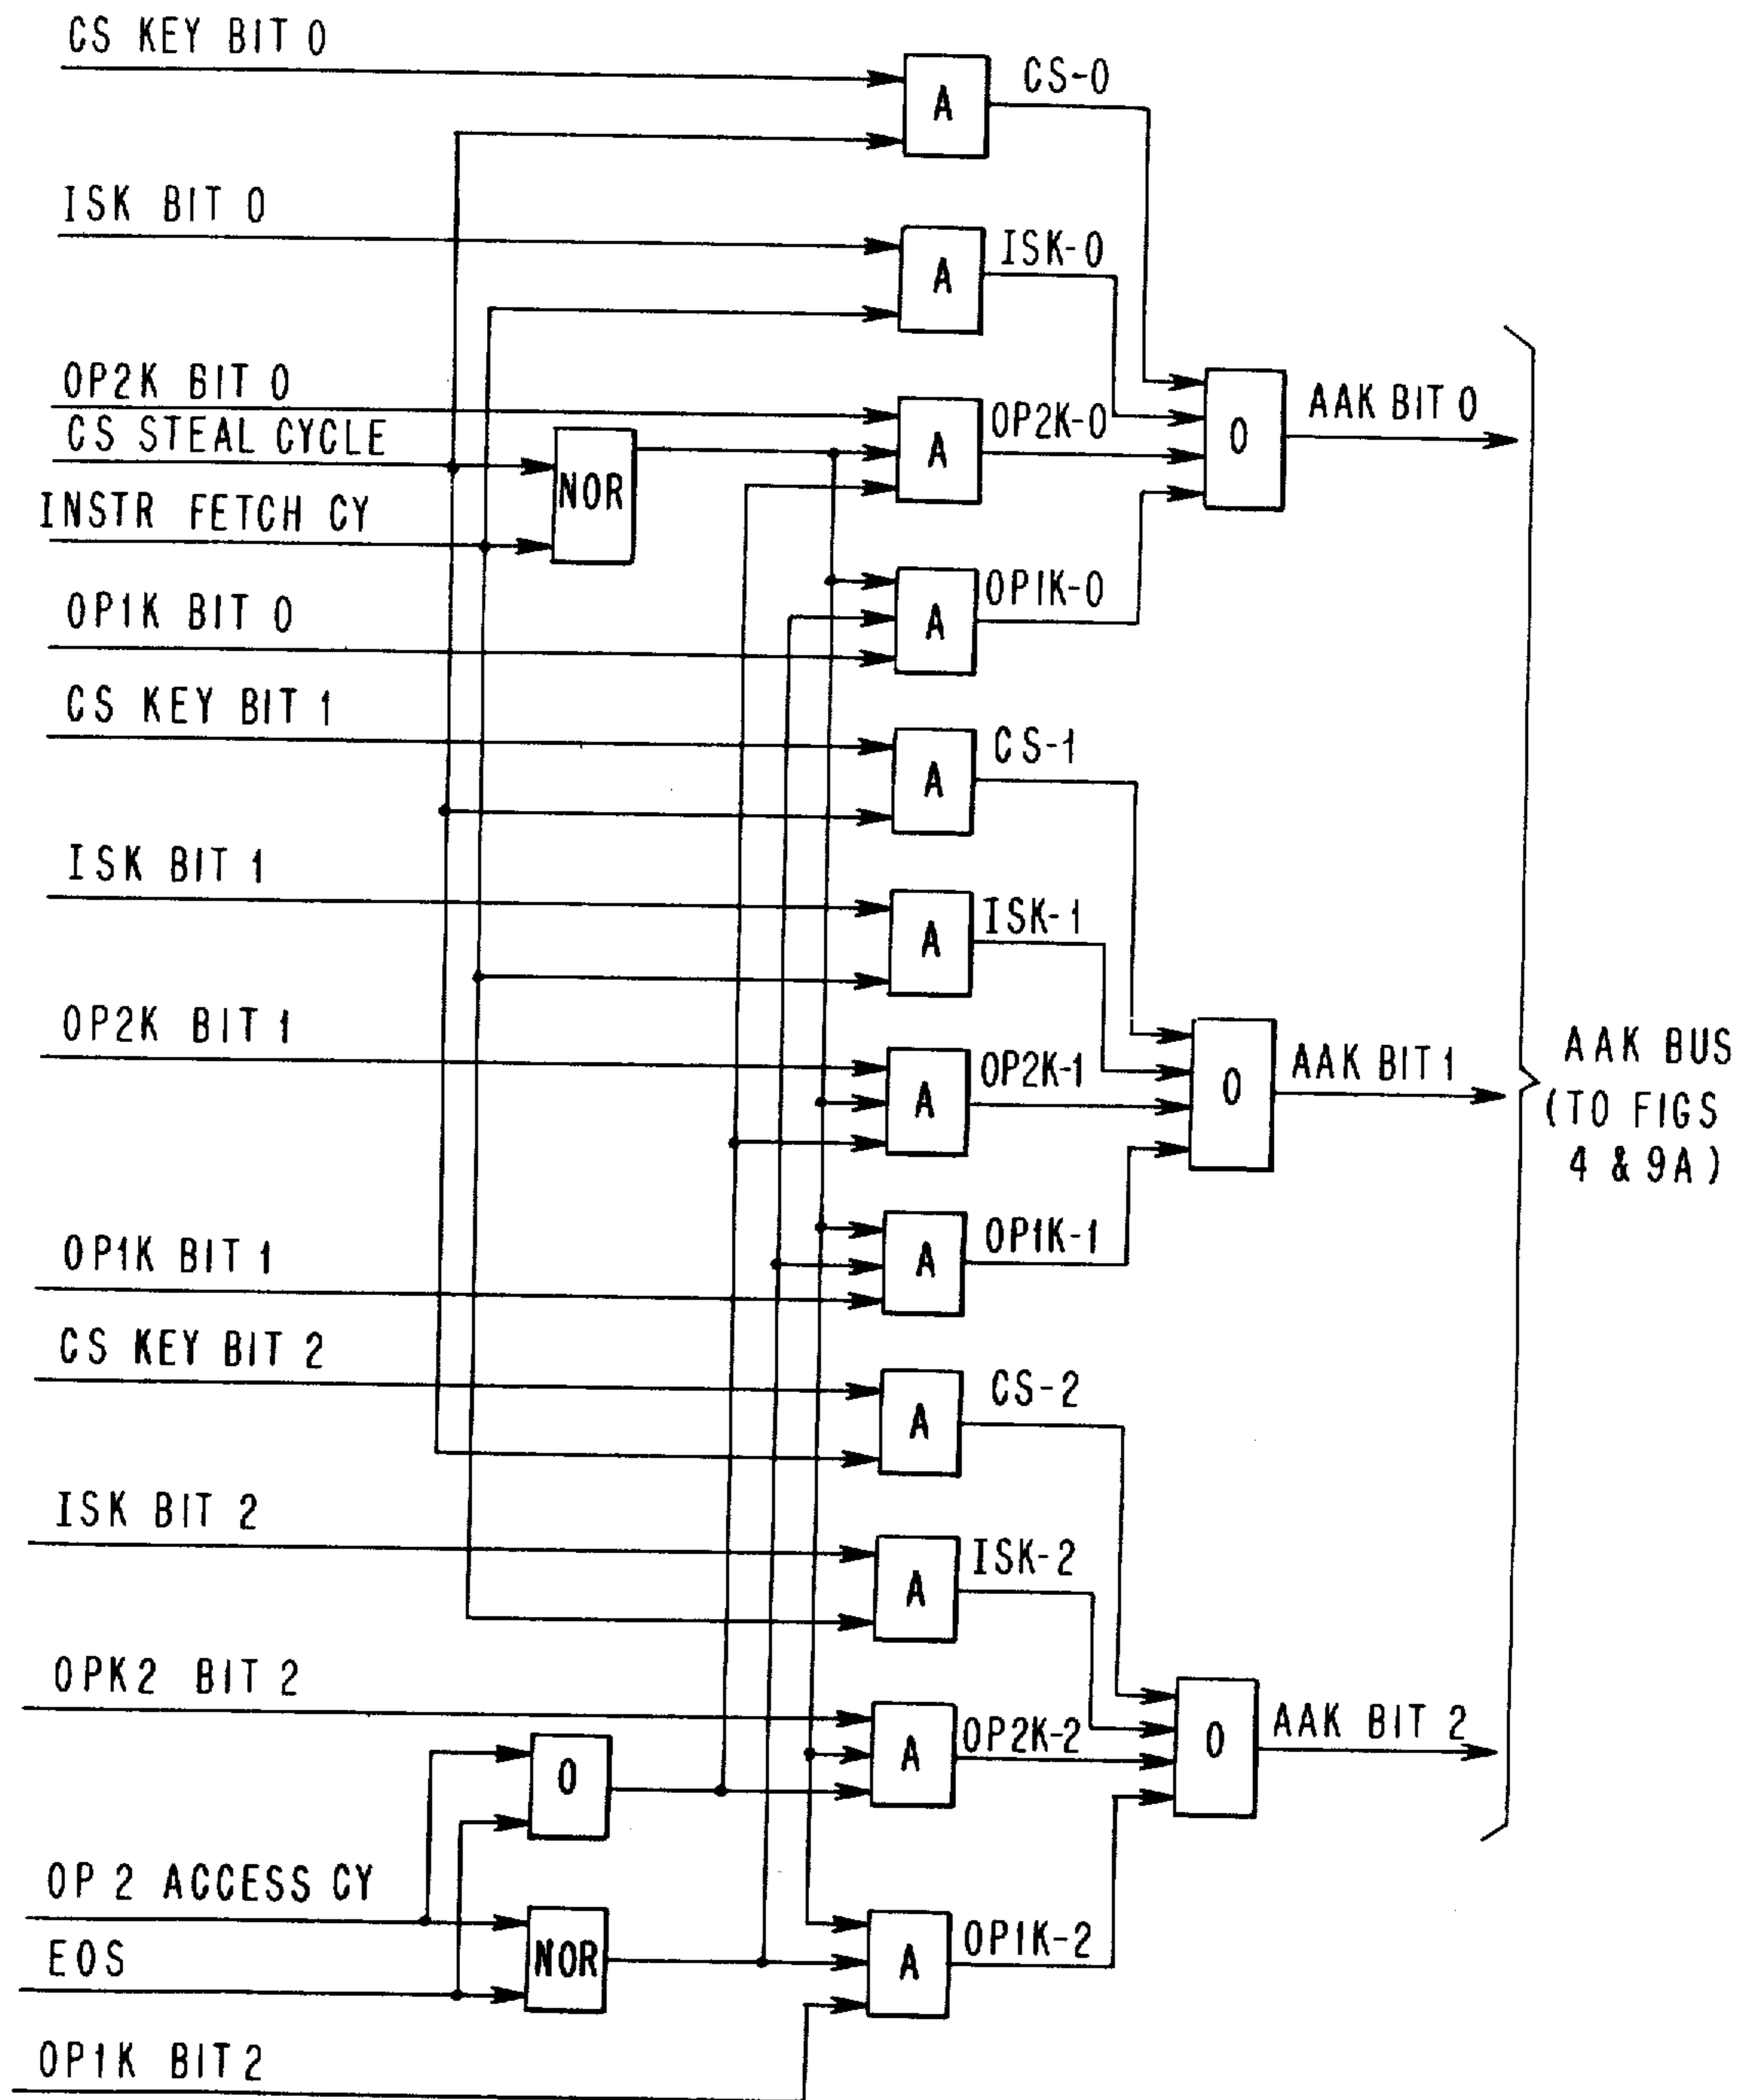 CS KEY BIT 0
A
CS-0
ISK BIT 0
A
ISK-0
OP2K BIT 0
A
OP2K-0
O
AAK BIT 0
CS STEAL CYCLE
NOR
INSTR FETCH CY
OP1K BIT 0
A
OP1K-0
CS KEY BIT 1
A
CS-1
ISK BIT 1
A
ISK-1
OP2K BIT 1
A
OP2K-1
O
AAK BIT 1
AAK BUS
(TO FIGS
4 & 9A)
OP1K BIT 1
A
OP1K-1
CS KEY BIT 2
A
CS-2
ISK BIT 2
A
ISK-2
OPK2 BIT 2
A
OP2K-2
O
AAK BIT 2
O
OP 2 ACCESS CY
EOS
NOR
A
OP1K-2
OP1K BIT 2